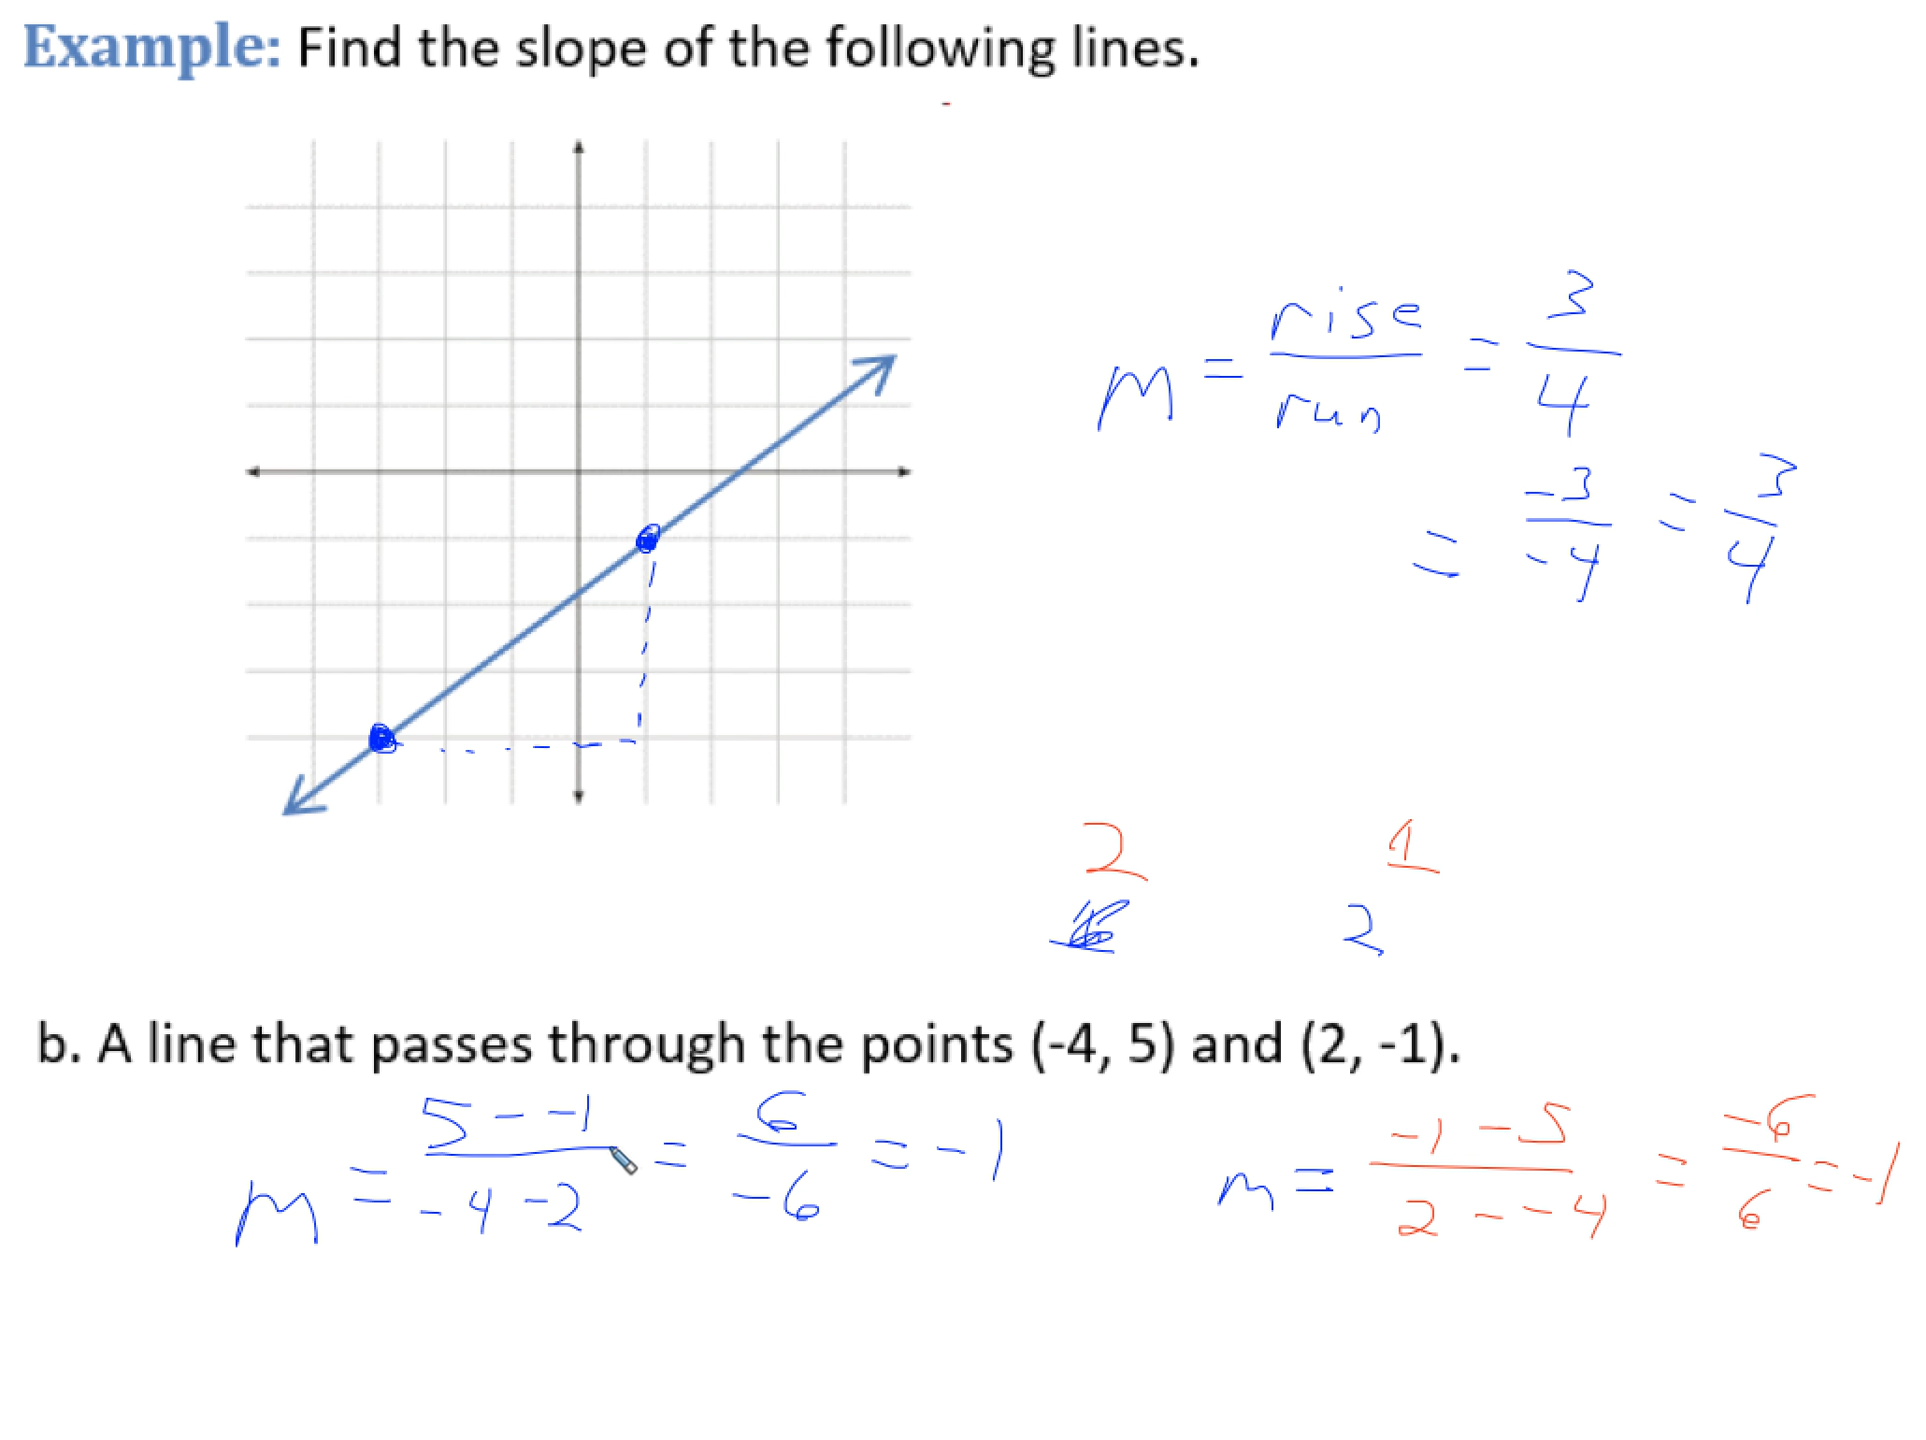 Example: Find the slope of the following lines.
m = rise/run = 3/4
= -3/-4 = 3/4
2 1
2
b. A line that passes through the points (-4, 5) and (2, -1).
m = 5--1/-4-2 = 6/-6 = -1
m = -1-5/2--4 = -6/6 = -1